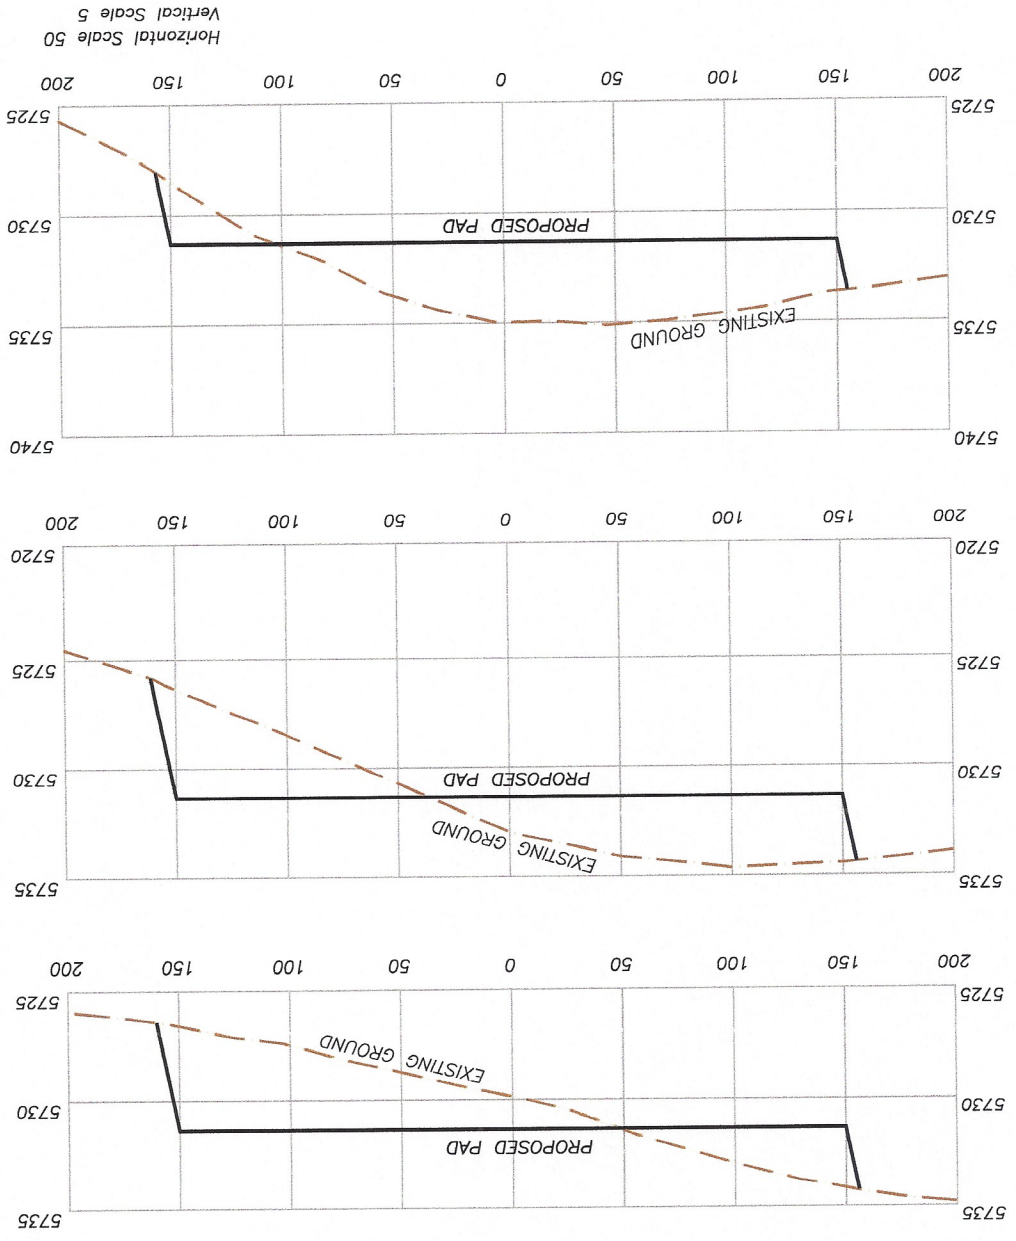 5735 5735
PROPOSED PAD
5730 5730
EXISTING GROUND
5725 5725
200 150 100 50 0 50 100 150 200
5735 5735
EXISTING GROUND
PROPOSED PAD
5730 5730
5725 5725
5720 5720
200 150 100 50 0 50 100 150 200
5740 5740
EXISTING GROUND
5735 5735
PROPOSED PAD
5730 5730
5725 5725
200 150 100 50 0 50 100 150 200
Horizontal Scale 50
Vertical Scale 5